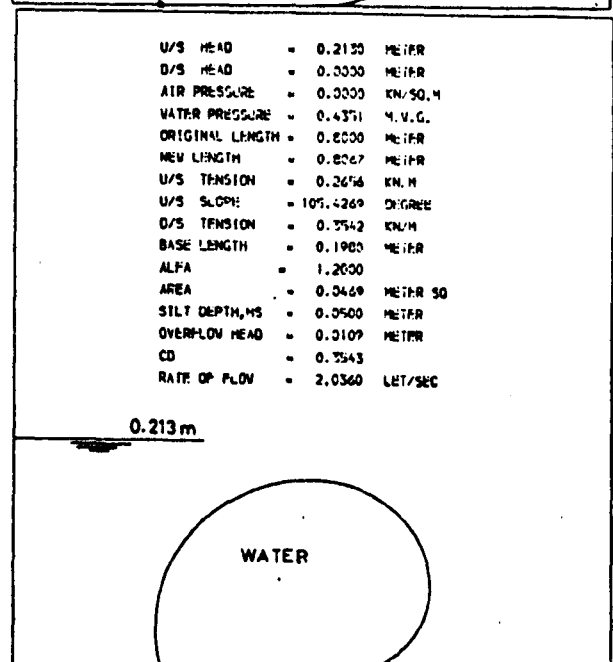 U/S HEAD = 0.2130 METER
D/S HEAD = 0.0000 METER
AIR PRESSURE = 0.0000 KN/SQ.M
WATER PRESSURE = 0.4351 M.W.G.
ORIGINAL LENGTH = 0.8000 METER
NEW LENGTH = 0.8067 METER
U/S TENSION = 0.2656 KN.M
U/S SLOPE = 105.4269 DEGREE
D/S TENSION = 0.3542 KN/M
BASE LENGTH = 0.1980 METER
ALFA = 1.2000
AREA = 0.0469 METER SQ
SILT DEPTH,HS = 0.0500 METER
OVERFLOW HEAD = 0.0109 METER
CD = 0.3543
RATE OF FLOW = 2.0360 LET/SEC
0.213m
WATER